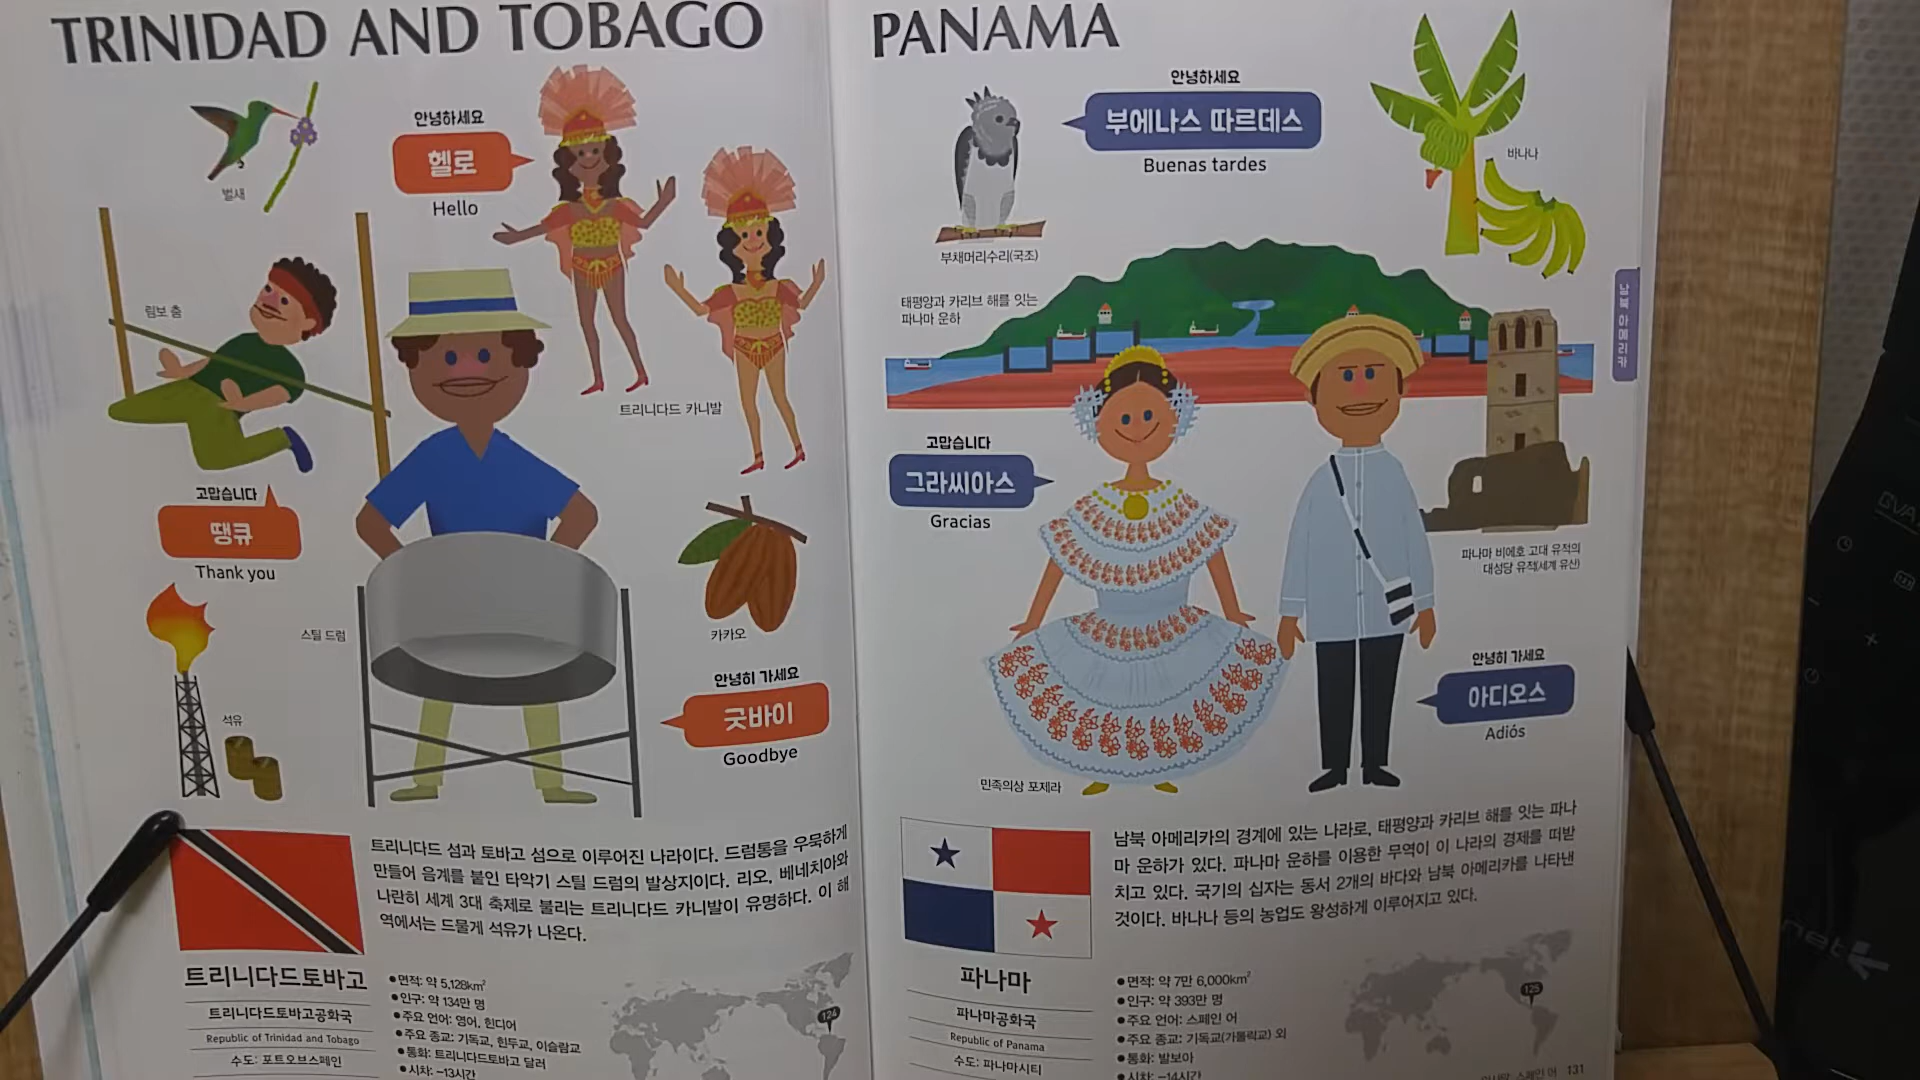 TRINIDAD AND TOBAGO
벌새
안녕하세요
헬로
Hello
림보 춤
트리니다드 카니발
고맙습니다
땡큐
Thank you
스틸 드럼
카카오
석유
안녕히 가세요
굿바이
Goodbye
트리니다드 섬과 토바고 섬으로 이루어진 나라이다. 드럼통을 우묵하게
만들어 음계를 붙인 타악기 스틸 드럼의 발상지이다. 리오, 베네치아와
나란히 세계 3대 축제로 불리는 트리니다드 카니발이 유명하다. 이 해
역에서는 드물게 석유가 나온다.
트리니다드토바고
트리니다드토바고공화국
Republic of Trinidad and Tobago
수도: 포트오브스페인
•면적: 약 5,128km²
•인구: 약 134만 명
•주요 언어: 영어, 힌디어
•주요 종교: 기독교, 힌두교, 이슬람교
•통화: 트리니다드토바고 달러
•시차: -13시간
124
PANAMA
안녕하세요
부에나스 따르데스
Buenas tardes
부채머리수리(국조)
바나나
태평양과 카리브 해를 잇는
파나마 운하
남북 아메리카
고맙습니다
그라씨아스
Gracias
파나마 비에호 고대 유적의
대성당 유적(세계 유산)
안녕히 가세요
아디오스
Adiós
민족의상 포제라
남북 아메리카의 경계에 있는 나라로, 태평양과 카리브 해를 잇는 파나
마 운하가 있다. 파나마 운하를 이용한 무역이 이 나라의 경제를 떠받
치고 있다. 국기의 십자는 동서 2개의 바다와 남북 아메리카를 나타낸
것이다. 바나나 등의 농업도 왕성하게 이루어지고 있다.
파나마
파나마공화국
Republic of Panama
수도: 파나마시티
•면적: 약 7만 6,000km²
•인구: 약 393만 명
•주요 언어: 스페인 어
•주요 종교: 기독교(가톨릭교) 외
•통화: 발보아
•시차: -14시간
125
스페인 어 131